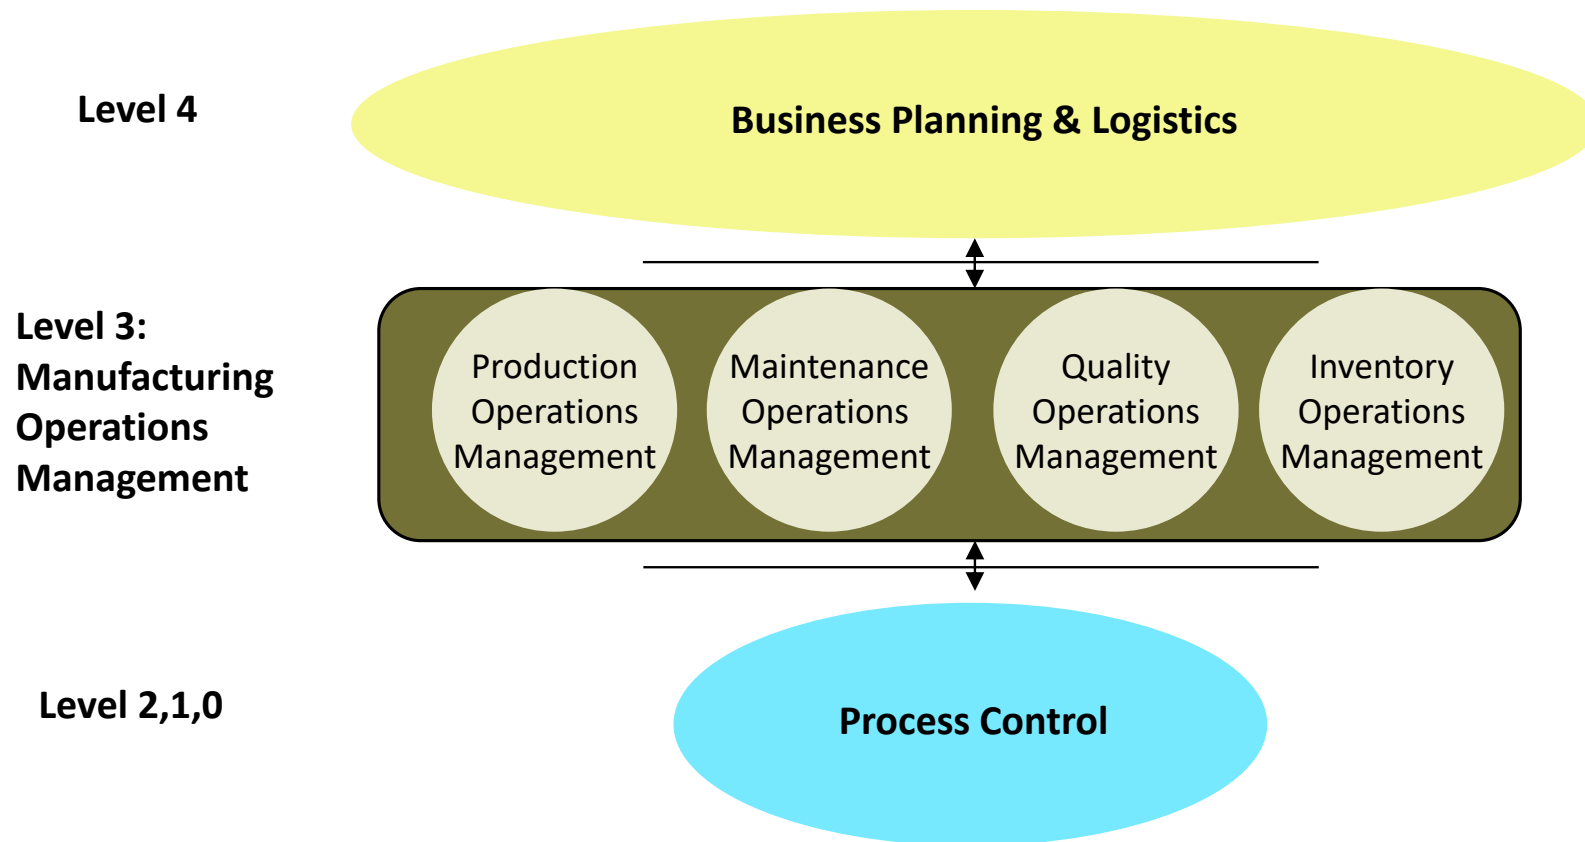 Level 4
Business Planning & Logistics
Level 3:
Manufacturing
Operations
Management
Production
Operations
Management
Maintenance
Operations
Management
Quality
Operations
Management
Inventory
Operations
Management
Level 2,1,0
Process Control